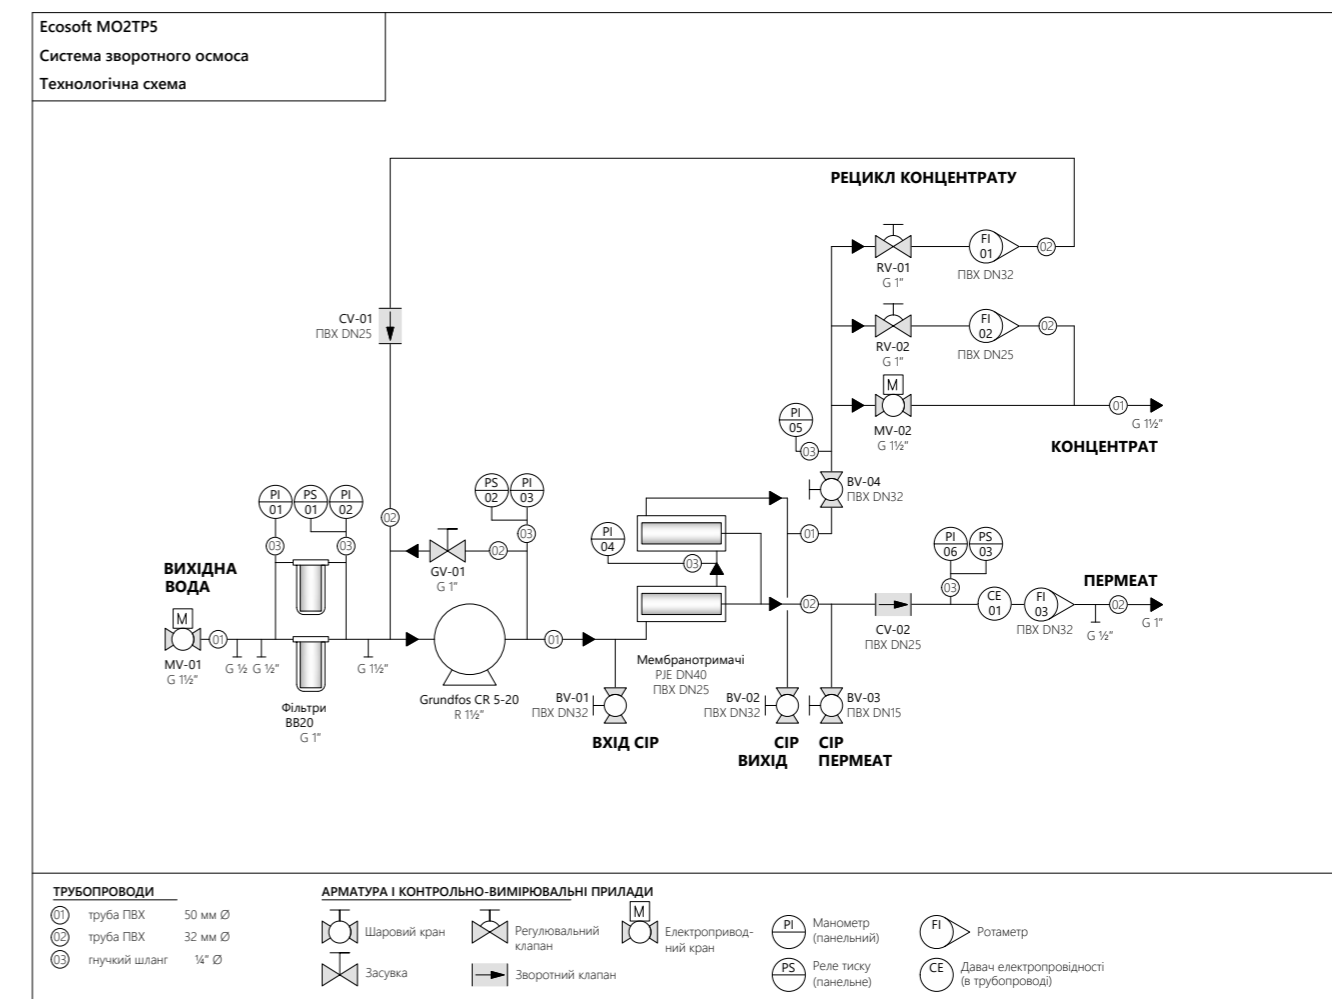 Ecosoft MO2TP5
Система зворотного осмоса
Технологічна схема
РЕЦИКЛ КОНЦЕНТРАТУ
RV-01
G 1"
FI
01
ПВХ DN32
02
CV-01
ПВХ DN25
RV-02
G 1"
FI
02
ПВХ DN25
02
M
MV-02
G 1½"
01
G 1½"
КОНЦЕНТРАТ
PI
05
03
BV-04
ПВХ DN32
01
PI
01
PS
01
PI
02
03
03
02
PS
02
PI
03
03
02
GV-01
G 1"
PI
04
03
ВИХІДНА
ВОДА
M
MV-01
G 1½"
01
G ½
G ½"
G 1½"
Фільтри
BB20
G 1"
Grundfos CR 5-20
R 1½"
01
Мембранотримачі
PJE DN40
ПВХ DN25
BV-01
ПВХ DN32
ВХІД CIP
BV-02
ПВХ DN32
CIP
ВИХІД
BV-03
ПВХ DN15
CIP
ПЕРМЕАТ
02
CV-02
ПВХ DN25
PI
06
PS
03
03
CE
01
FI
03
ПВХ DN32
G ½"
02
G 1"
ПЕРМЕАТ
ТРУБОПРОВОДИ
01 труба ПВХ 50 мм Ø
02 труба ПВХ 32 мм Ø
03 гнучкий шланг ¼" Ø
АРМАТУРА І КОНТРОЛЬНО-ВИМІРЮВАЛЬНІ ПРИЛАДИ
Шаровий кран
Засувка
Регулювальний
клапан
Зворотний клапан
M
Електропривод-
ний кран
PI
Манометр
(панельний)
PS
Реле тиску
(панельне)
FI
Ротаметр
CE
Давач електропровідності
(в трубопроводі)